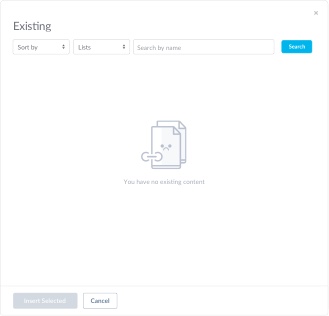 ×
Existing
Sort by
Lists
Search by name
Search
You have no existing content
Insert Selected
Cancel